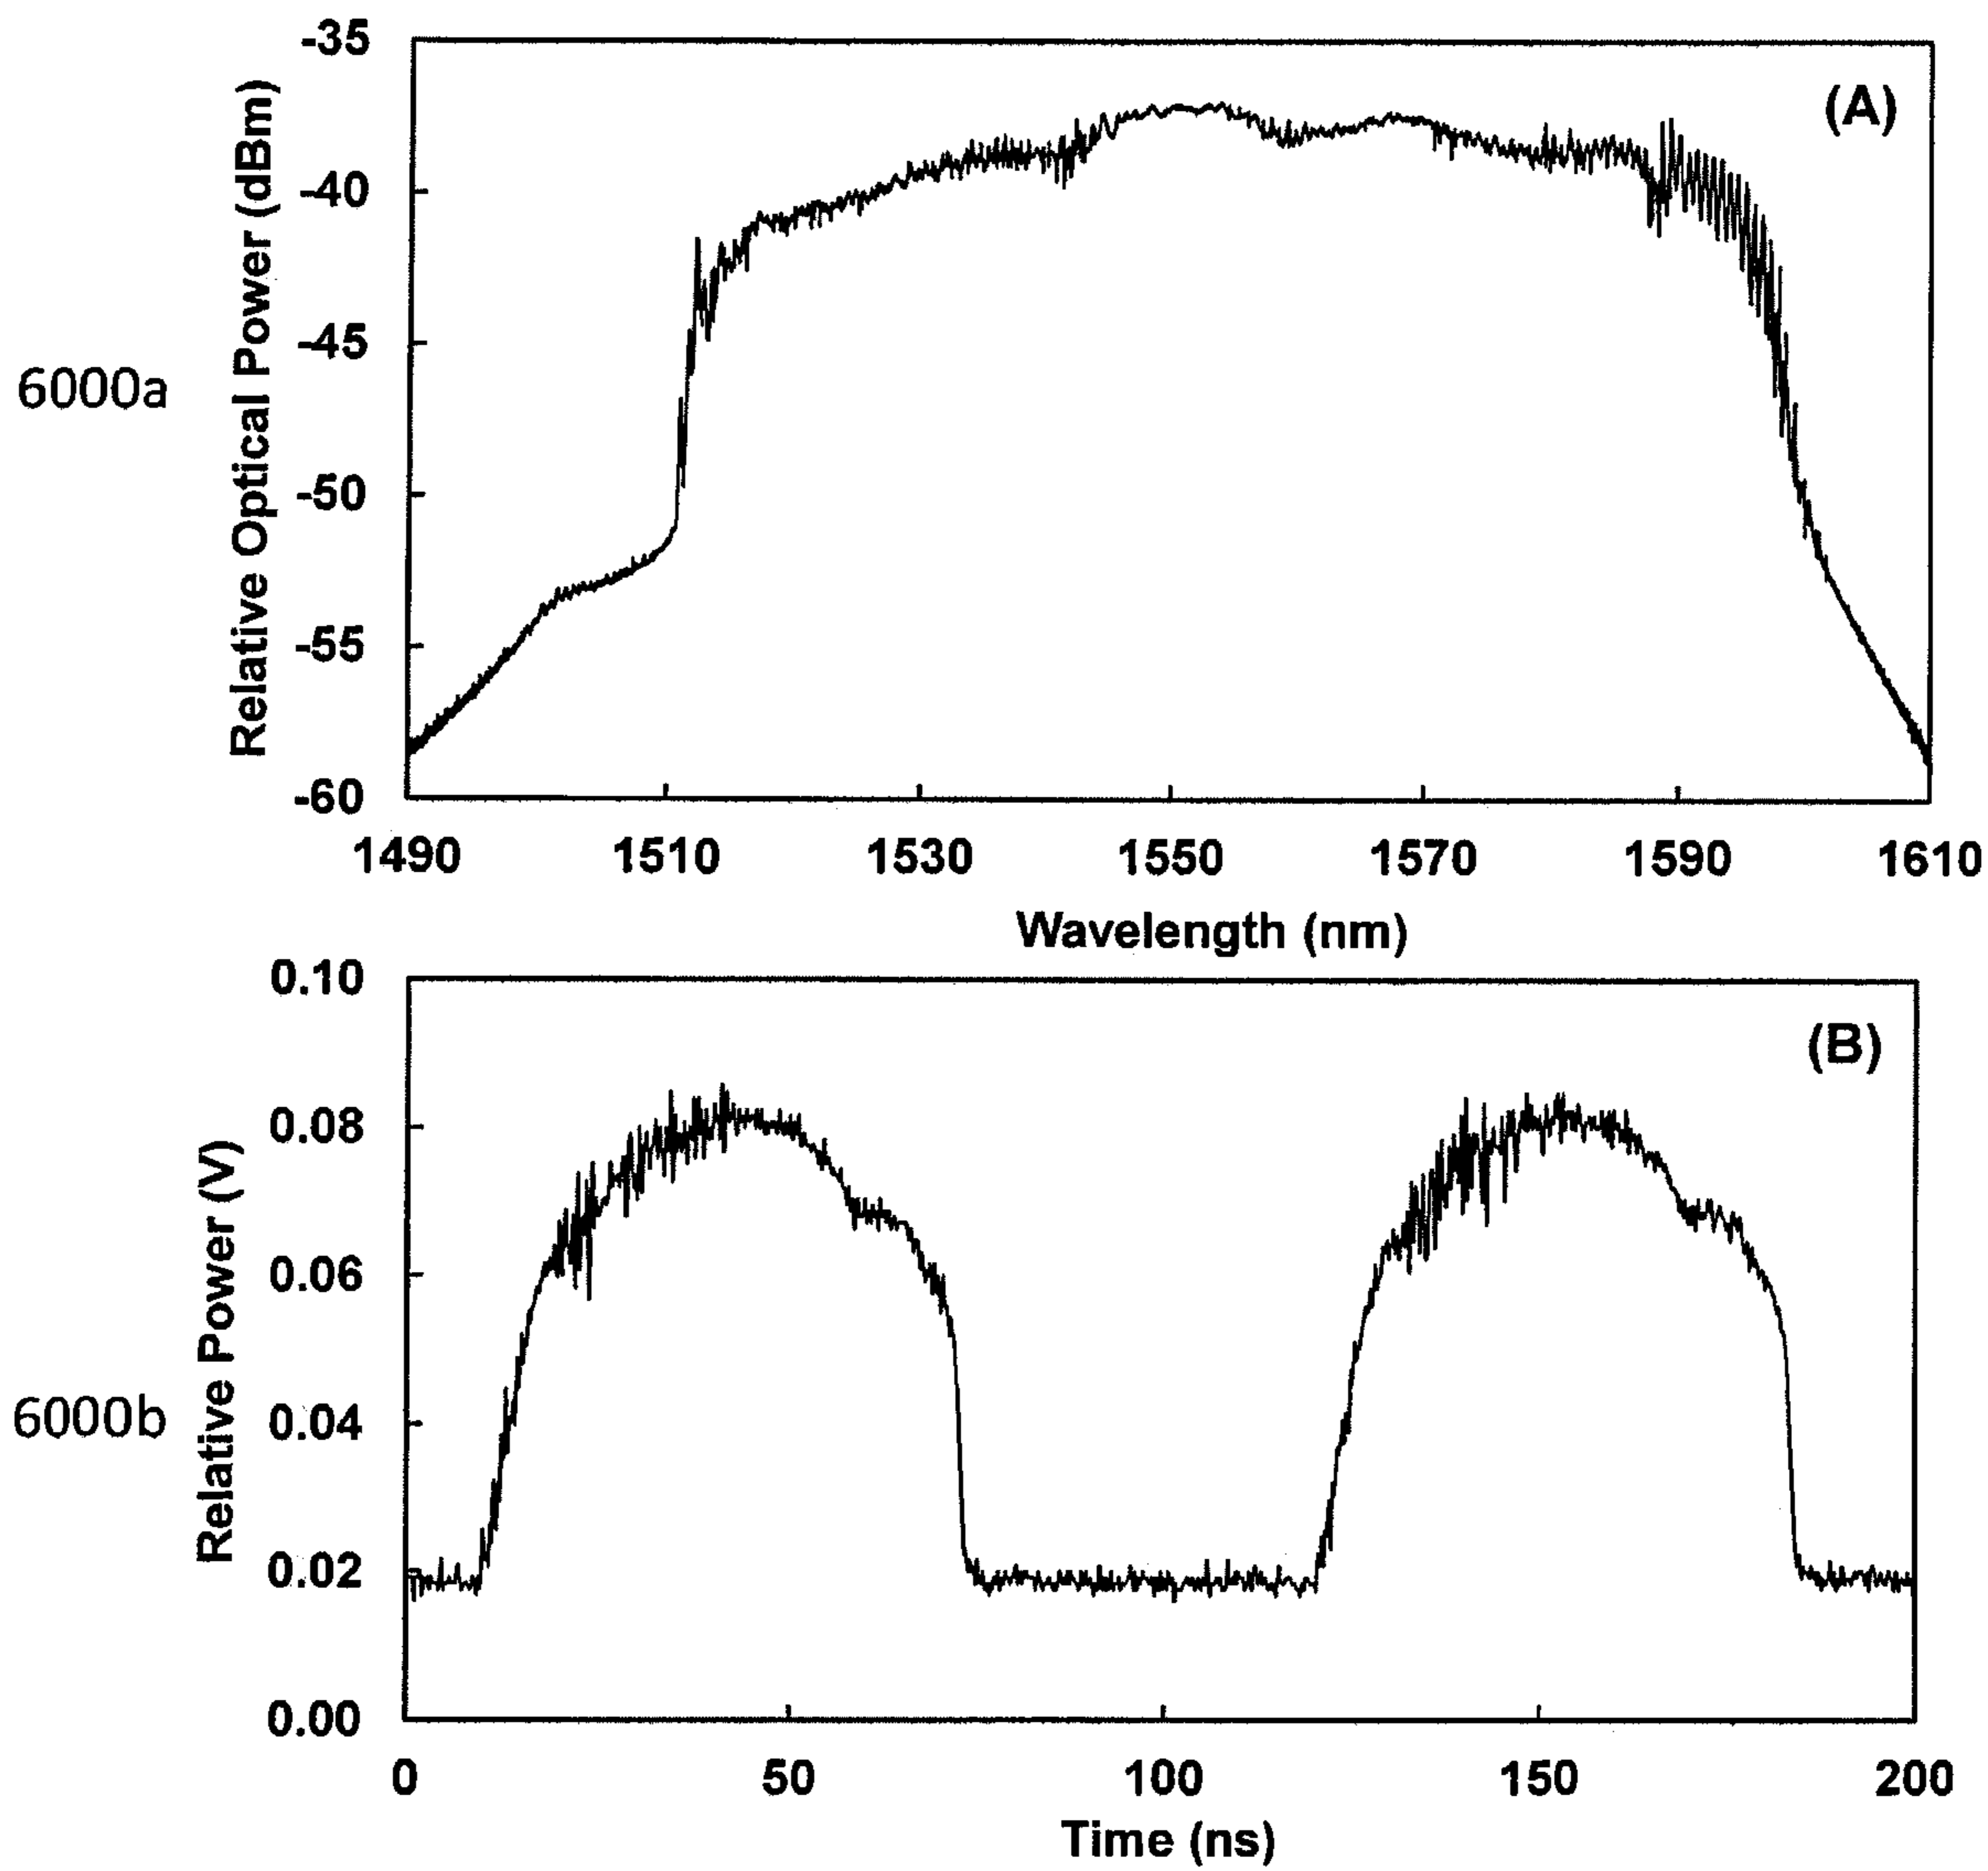 6000a
Relative Optical Power (dBm)
-35
-40
-45
-50
-55
-60
(A)
1490 1510 1530 1550 1570 1590 1610
Wavelength (nm)
6000b
Relative Power (V)
0.10
0.08
0.06
0.04
0.02
0.00
(B)
0 50 100 150 200
Time (ns)